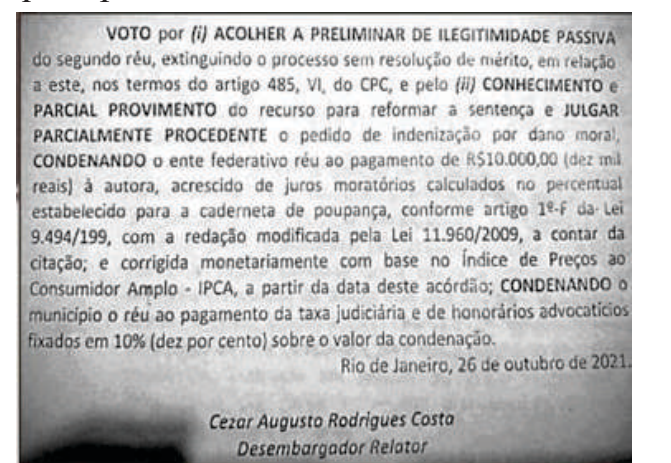 VOTO por (i) ACOLHER A PRELIMINAR DE ILEGITIMIDADE PASSIVA
do segundo réu, extinguindo o processo sem resolução de mérito, em relação
a este, nos termos do artigo 485, VI, do CPC, e pelo (ii) CONHECIMENTO e
PARCIAL PROVIMENTO do recurso para reformar a sentença e JULGAR
PARCIALMENTE PROCEDENTE o pedido de indenização por dano moral,
CONDENANDO o ente federativo réu ao pagamento de R$10.000,00 (dez mil
reais) à autora, acrescido de juros moratórios calculados no percentual
estabelecido para a caderneta de poupança, conforme artigo 1º-F da Lei
9.494/199, com a redação modificada pela Lei 11.960/2009, a contar da
citação; e corrigida monetariamente com base no Índice de Preços ao
Consumidor Amplo - IPCA, a partir da data deste acórdão; CONDENANDO o
município o réu ao pagamento da taxa judiciária e de honorários advocatícios
fixados em 10% (dez por cento) sobre o valor da condenação.
Rio de Janeiro, 26 de outubro de 2021.
Cezar Augusto Rodrigues Costa
Desembargador Relator